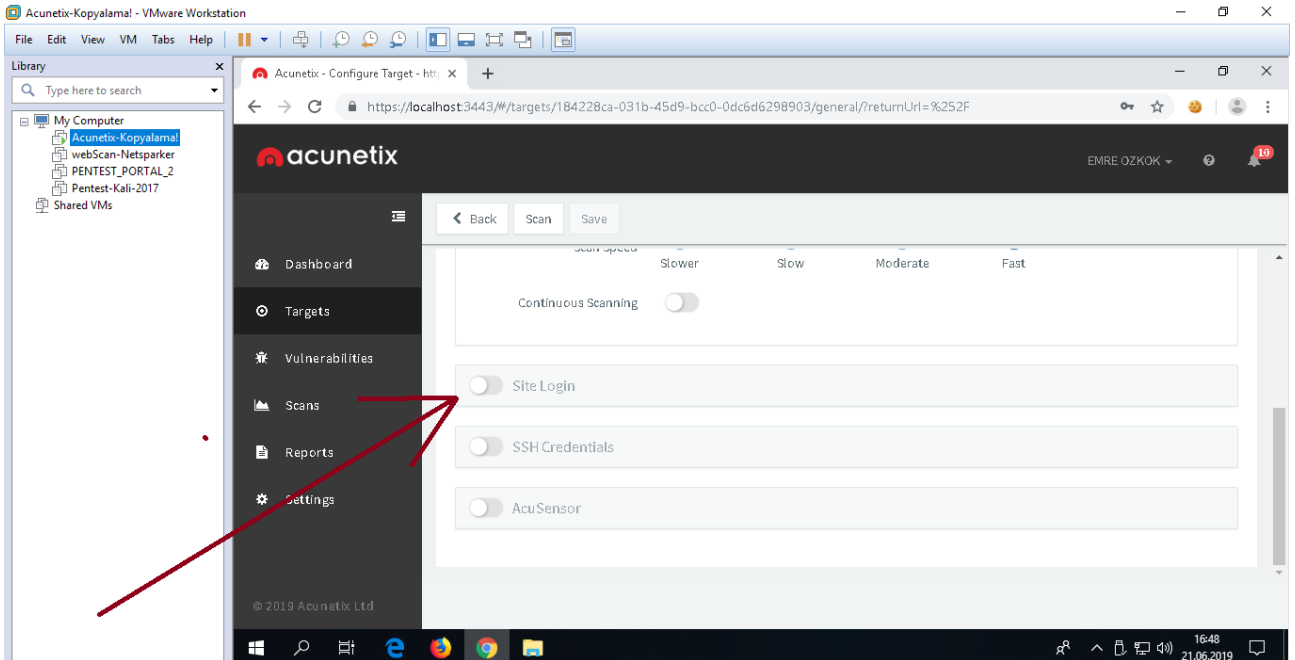 Acunetix-Kopyalama! - VMware Workstation
File Edit View VM Tabs Help
Library
Type here to search
My Computer
Acunetix-Kopyalama!
webScan-Netsparker
PENTEST_PORTAL_2
Pentest-Kali-2017
Shared VMs
Acunetix - Configure Target - htt
https://localhost:3443/#/targets/184228ca-031b-45d9-bcc0-0dc6d6298903/general/?returnUrl=%252F
acunetix
EMRE OZKOK
10
Back Scan Save
Dashboard
Targets
Vulnerabilities
Scans
Reports
Settings
© 2019 Acunetix Ltd
Scan Speed
Slower Slow Moderate Fast
Continuous Scanning
Site Login
SSH Credentials
AcuSensor
16:48
21.06.2019